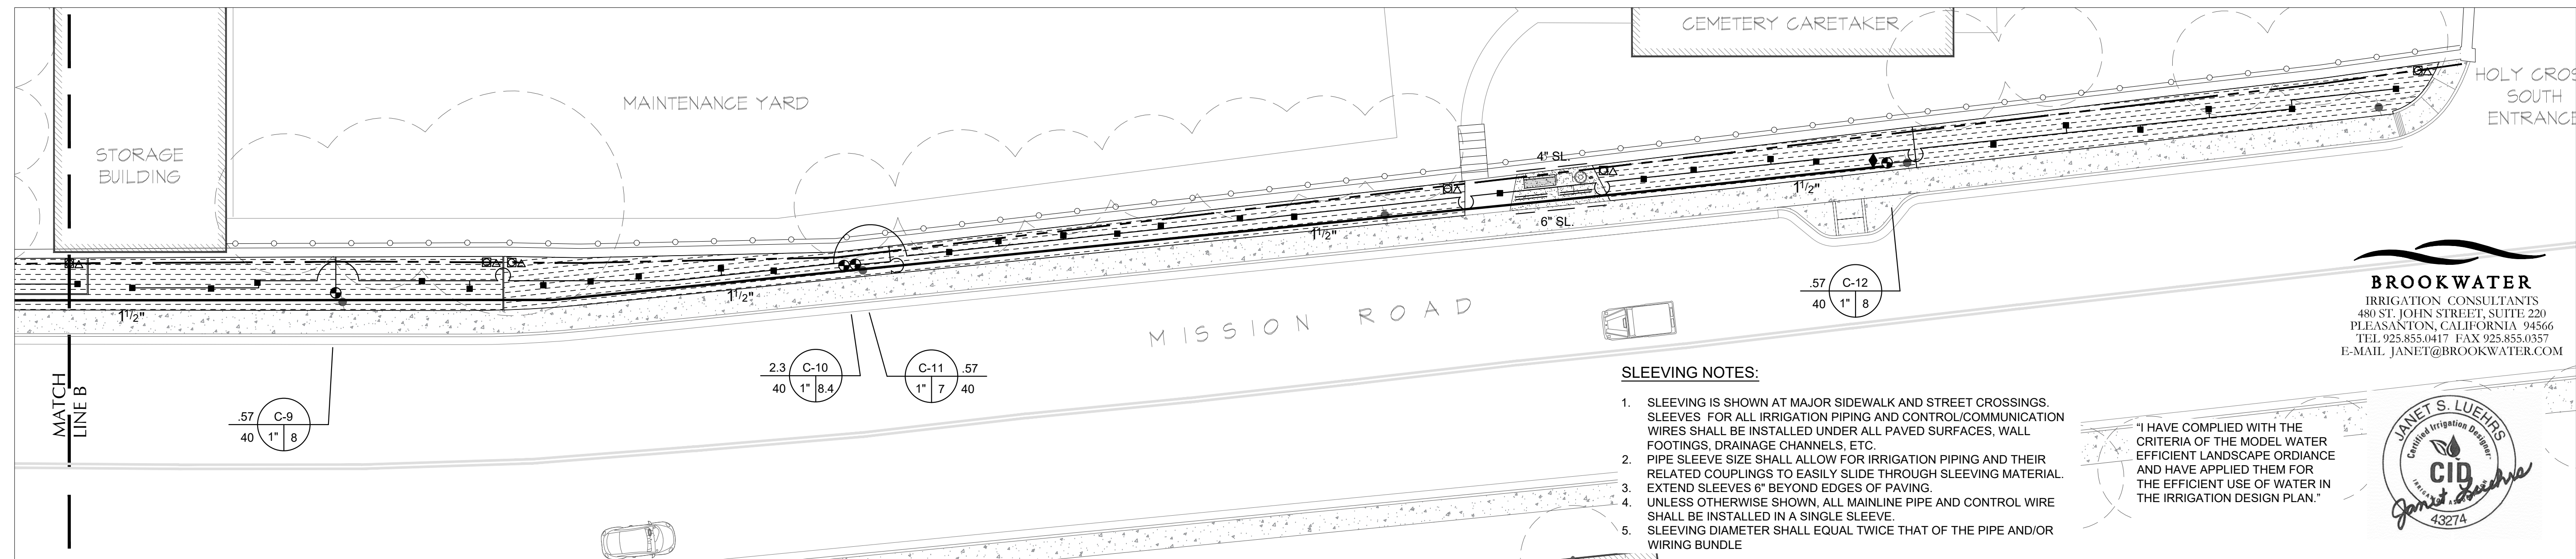 CEMETERY CARETAKER
MAINTENANCE YARD
STORAGE
BUILDING
HOLY CROS
SOUTH
ENTRANCE
4" SL.
6" SL.
1 1/2"
1 1/2"
1 1/2"
1 1/2"
MISSION ROAD
MATCH
LINE B
.57 C-9
40 1" 8
2.3 C-10
40 1" 8.4
C-11 .57
1" 7 40
.57 C-12
40 1" 8
BROOKWATER
IRRIGATION CONSULTANTS
480 ST. JOHN STREET, SUITE 220
PLEASANTON, CALIFORNIA 94566
TEL 925.855.0417 FAX 925.855.0357
E-MAIL JANET@BROOKWATER.COM
SLEEVING NOTES:
1. SLEEVING IS SHOWN AT MAJOR SIDEWALK AND STREET CROSSINGS.
SLEEVES FOR ALL IRRIGATION PIPING AND CONTROL/COMMUNICATION
WIRES SHALL BE INSTALLED UNDER ALL PAVED SURFACES, WALL
FOOTINGS, DRAINAGE CHANNELS, ETC.
2. PIPE SLEEVE SIZE SHALL ALLOW FOR IRRIGATION PIPING AND THEIR
RELATED COUPLINGS TO EASILY SLIDE THROUGH SLEEVING MATERIAL.
3. EXTEND SLEEVES 6" BEYOND EDGES OF PAVING.
4. UNLESS OTHERWISE SHOWN, ALL MAINLINE PIPE AND CONTROL WIRE
SHALL BE INSTALLED IN A SINGLE SLEEVE.
5. SLEEVING DIAMETER SHALL EQUAL TWICE THAT OF THE PIPE AND/OR
WIRING BUNDLE
"I HAVE COMPLIED WITH THE
CRITERIA OF THE MODEL WATER
EFFICIENT LANDSCAPE ORDIANCE
AND HAVE APPLIED THEM FOR
THE EFFICIENT USE OF WATER IN
THE IRRIGATION DESIGN PLAN."
JANET S. LUEHRS
Certified Irrigation Designer
CID
Janet Luehrs
43274